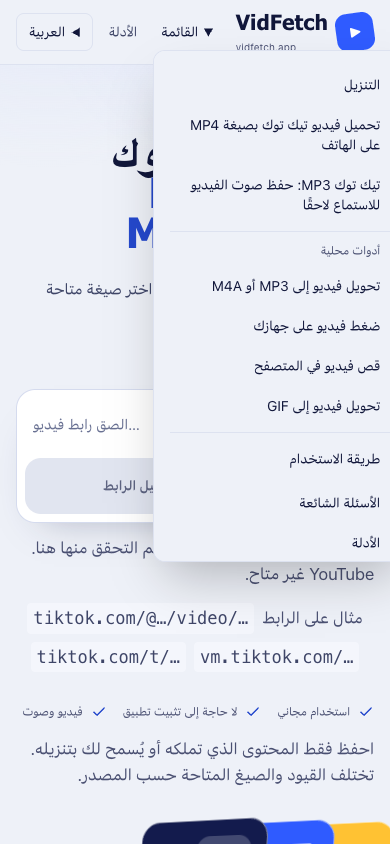 VidFetch
vidfetch.app
القائمة ▼
الأدلة
العربية ◀
التنزيل
تحميل فيديو تيك توك بصيغة MP4
على الهاتف
تيك توك MP3: حفظ صوت الفيديو
للاستماع لاحقًا
أدوات محلية
تحويل فيديو إلى MP3 أو M4A
ضغط فيديو على جهازك
قص فيديو في المتصفح
تحويل فيديو إلى GIF
طريقة الاستخدام
الأسئلة الشائعة
الأدلة
اختر صيغة متاحة
الصق رابط فيديو...
الرابط
التحقق منها هنا.
YouTube غير متاح.
مثال على الرابط tiktok.com/@…/video/…
vm.tiktok.com/… tiktok.com/t/…
استخدام مجاني
لا حاجة إلى تثبيت تطبيق
فيديو وصوت
احفظ فقط المحتوى الذي تملكه أو يُسمح لك بتنزيله.
تختلف القيود والصيغ المتاحة حسب المصدر.